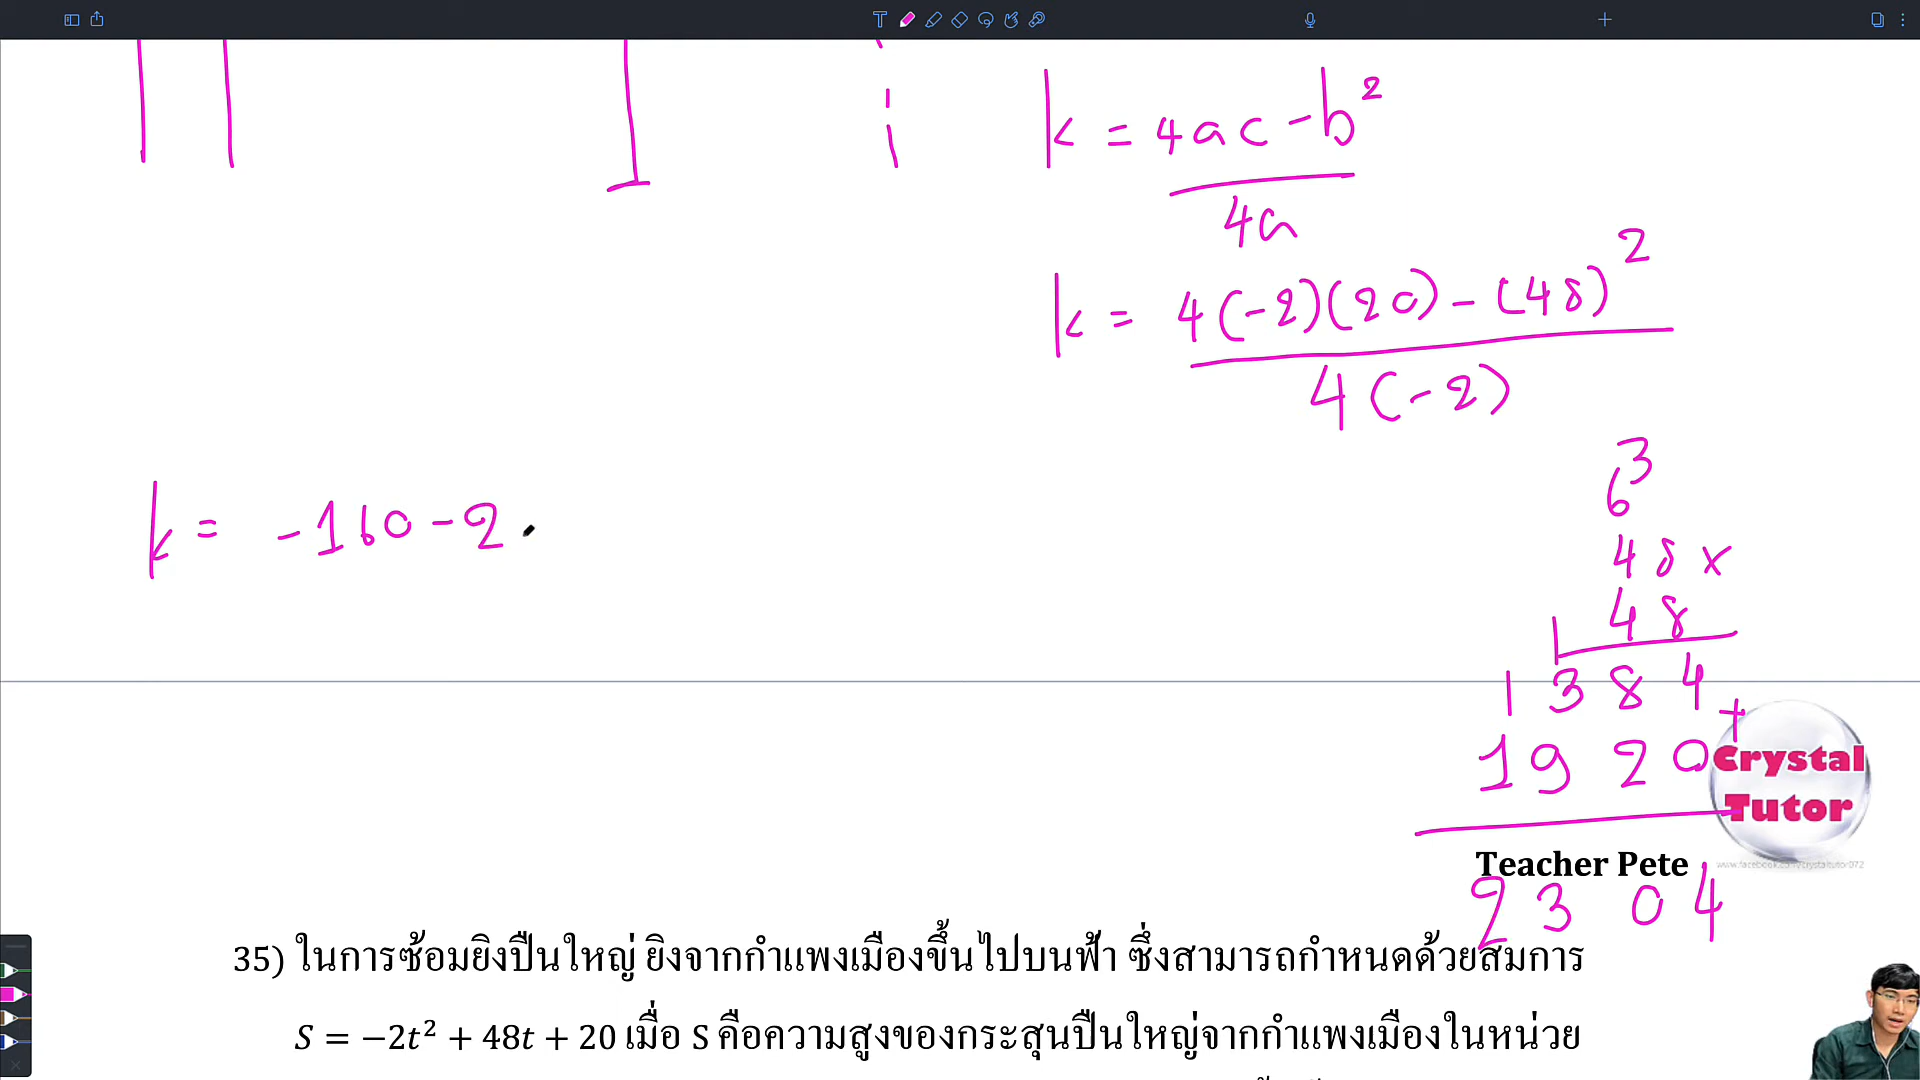 k = 4ac - b²
4a
k = 4(-2)(20) - (48)²
4(-2)
k = -160 - 2
3
6
48 x
48
1
1384 +
1920
2304
Crystal
Tutor
www.facebook.com/crystaltutor072
Teacher Pete
35) ในการซ้อมยิงปืนใหญ่ ยิงจากกำแพงเมืองขึ้นไปบนฟ้า ซึ่งสามารถกำหนดด้วยสมการ
S = −2t² + 48t + 20 เมื่อ S คือความสูงของกระสุนปืนใหญ่จากกำแพงเมืองในหน่วย